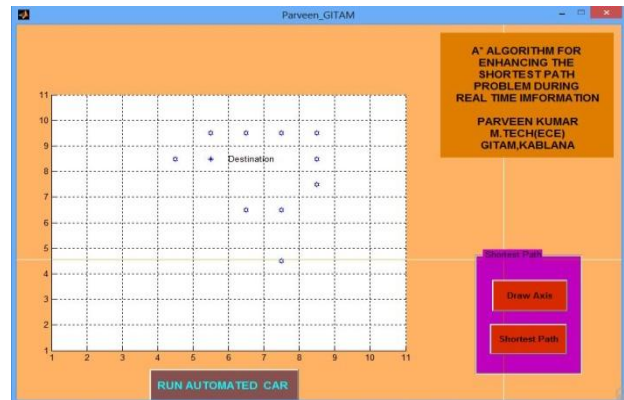 Parveen_GITAM
A* ALGORITHM FOR
ENHANCING THE
SHORTEST PATH
PROBLEM DURING
REAL TIME IMFORMATION
PARVEEN KUMAR
M.TECH(ECE)
GITAM,KABLANA
11
10
9
8
7
6
5
4
3
2
1
Destination
1 2 3 4 5 6 7 8 9 10 11
Shortest Path
Draw Axis
Shortest Path
RUN AUTOMATED CAR